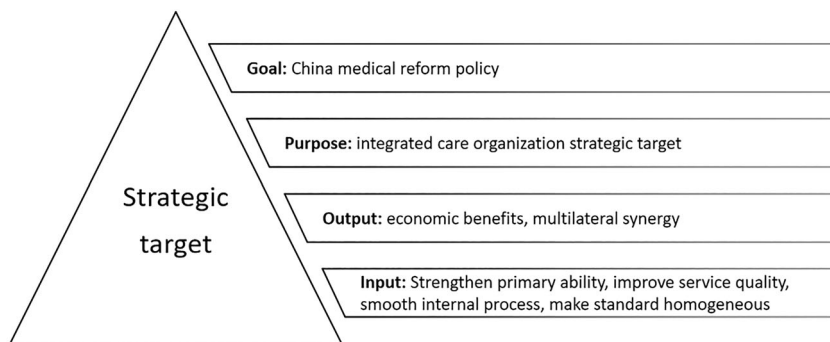 Strategic
target
Goal: China medical reform policy
Purpose: integrated care organization strategic target
Output: economic benefits, multilateral synergy
Input: Strengthen primary ability, improve service quality,
smooth internal process, make standard homogeneous